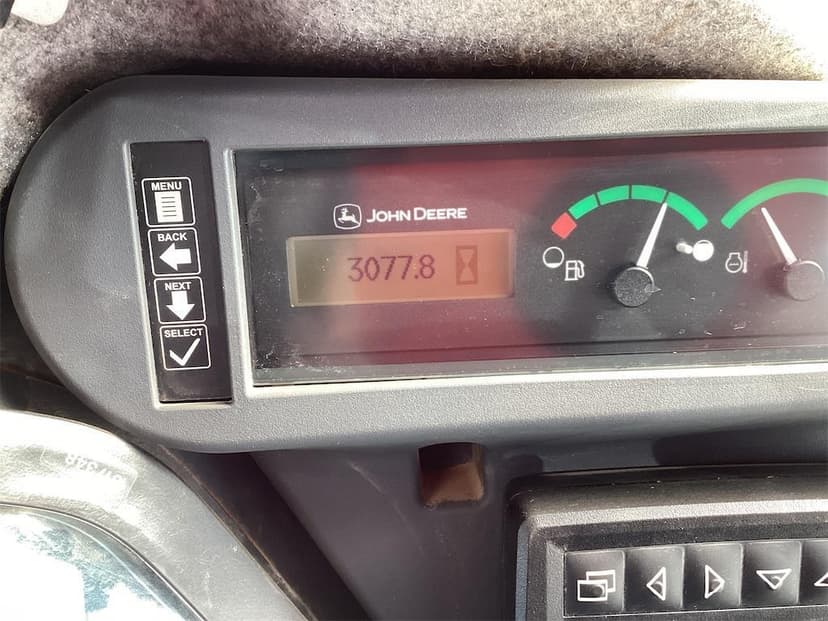 MENU
BACK
NEXT
SELECT
JOHN DEERE
3077.8